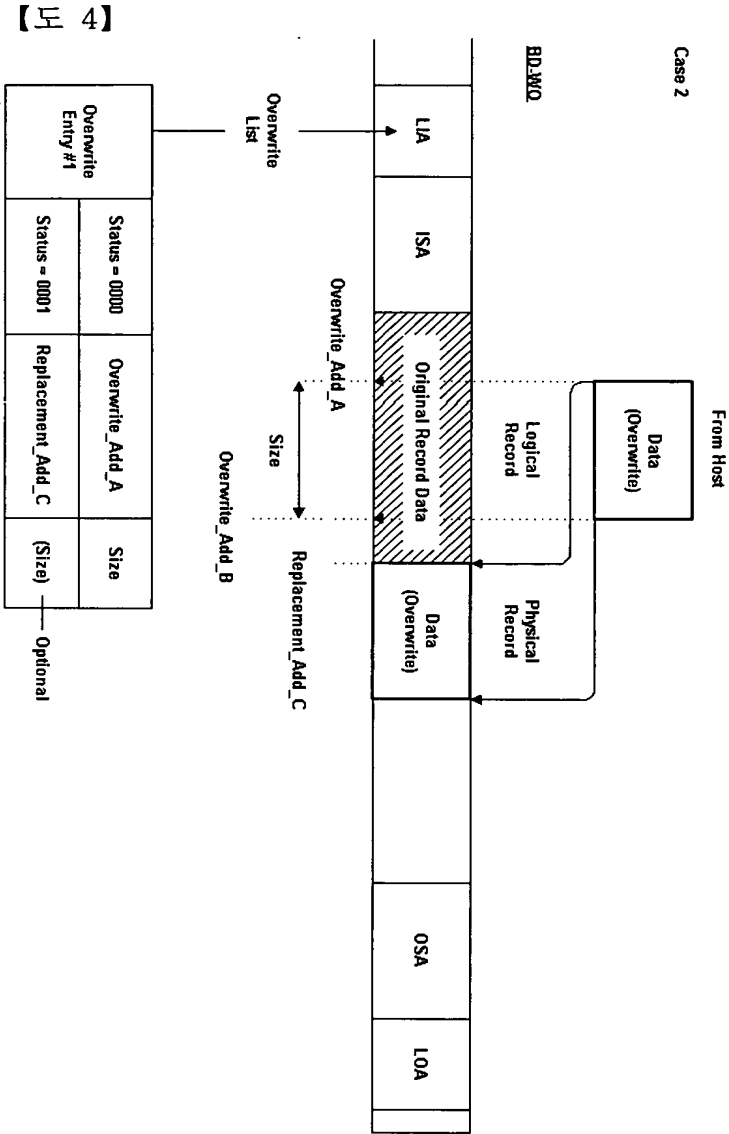 【도 4】
Case 2
From Host
Data
(Overwrite)
BD-WO
Logical
Record
Physical
Record
LIA
ISA
Original Record Data
Data
(Overwrite)
OSA
LOA
Overwrite_Add_A
Size
Overwrite_Add_B
Replacement_Add_C
Overwrite
List
Overwrite
Entry #1
Status = 0000
Overwrite_Add_A
Size
Status = 0001
Replacement_Add_C
(Size)
Optional